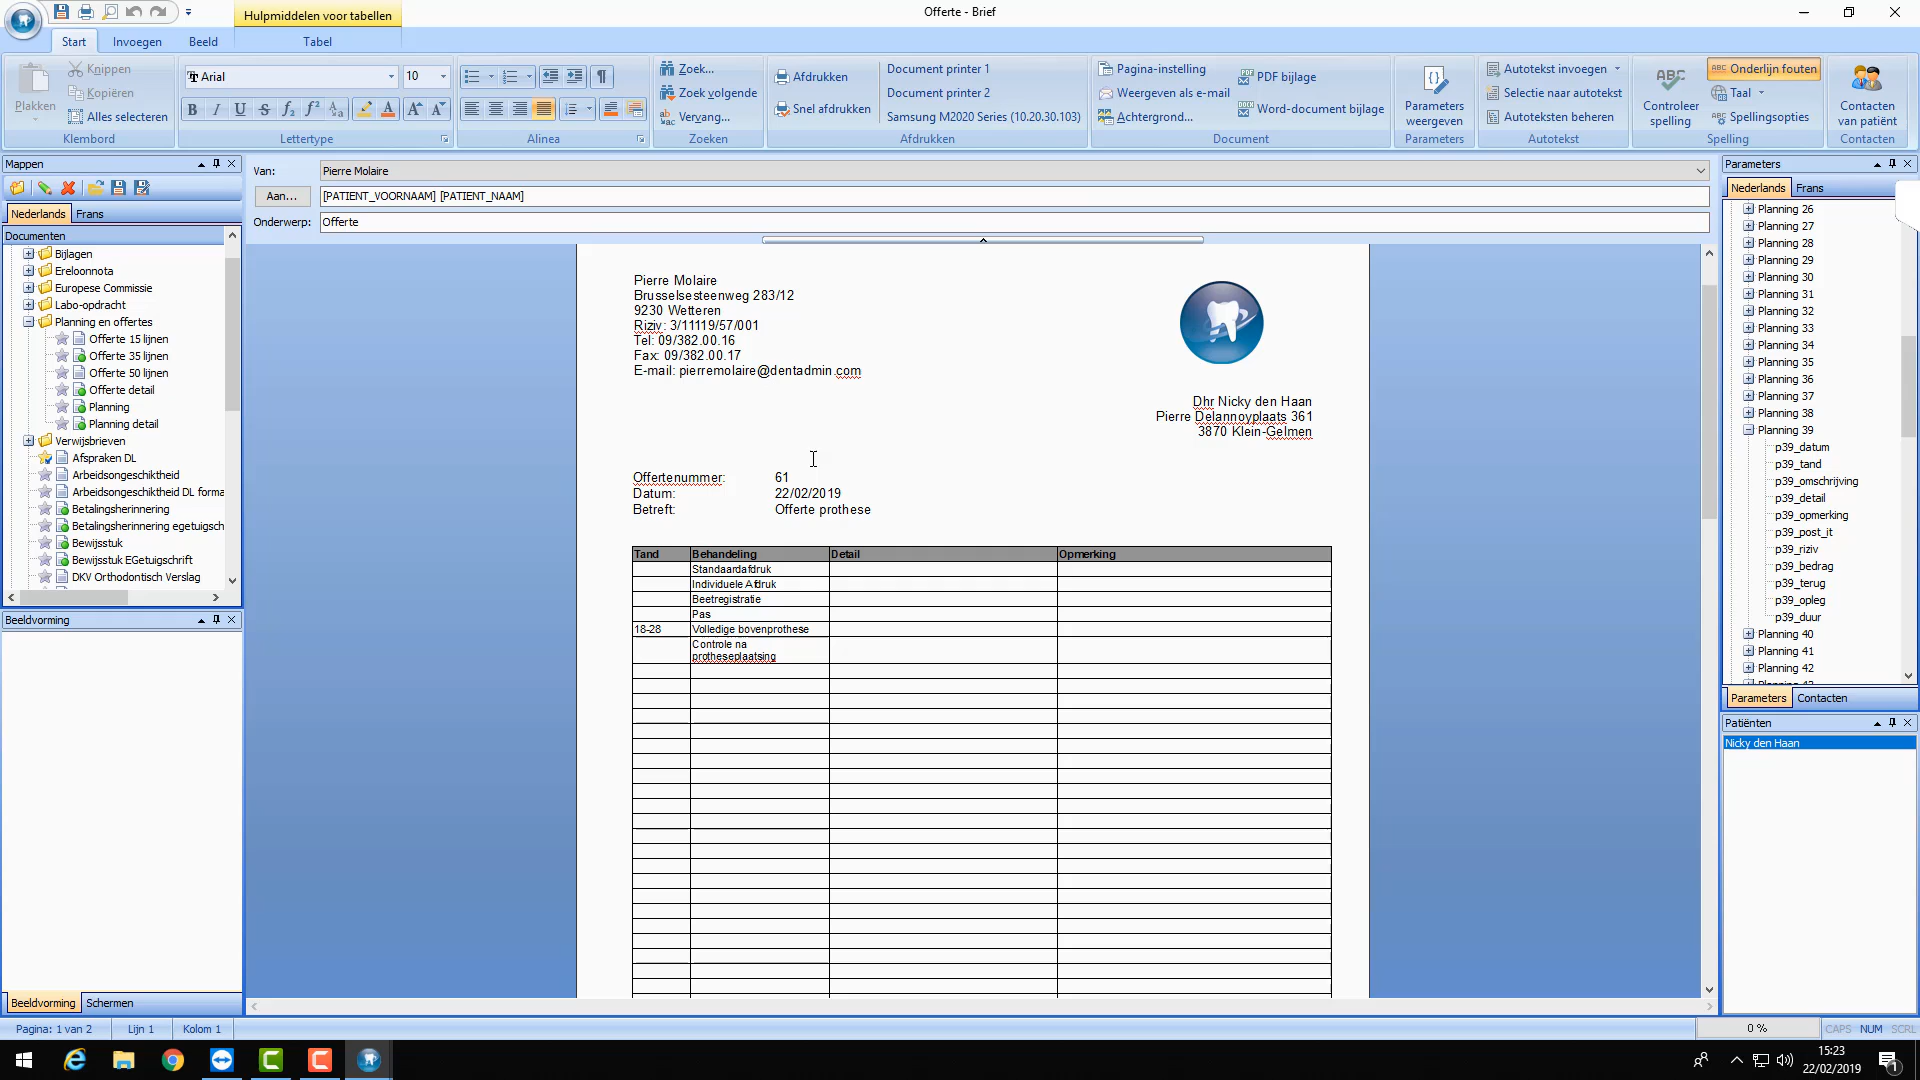 Hulpmiddelen voor tabellen
Offerte - Brief
Start Invoegen Beeld Tabel
Plakken
Knippen
Kopiëren
Alles selecteren
Klembord
Arial 10
Lettertype
Alinea
Zoek...
Zoek volgende
Vervang...
Zoeken
Afdrukken
Snel afdrukken
Document printer 1
Document printer 2
Samsung M2020 Series (10.20.30.103)
Afdrukken
Pagina-instelling
Weergeven als e-mail
Achtergrond...
PDF bijlage
Word-document bijlage
Document
Parameters weergeven
Parameters
Autotekst invoegen
Selectie naar autotekst
Autoteksten beheren
Autotekst
Controleer spelling
Onderlijn fouten
Taal
Spellingsopties
Spelling
Contacten van patiënt
Contacten
Mappen
Nederlands Frans
Documenten
Bijlagen
Ereloonnota
Europese Commissie
Labo-opdracht
Planning en offertes
Offerte 15 lijnen
Offerte 35 lijnen
Offerte 50 lijnen
Offerte detail
Planning
Planning detail
Verwijsbrieven
Afspraken DL
Arbeidsongeschiktheid
Arbeidsongeschiktheid DL forma
Betalingsherinnering
Betalingsherinnering egetuigsch
Bewijsstuk
Bewijsstuk EGetuigschrift
DKV Orthodontisch Verslag
Beeldvorming
Beeldvorming Schermen
Van: Pierre Molaire
Aan... [PATIENT_VOORNAAM] [PATIENT_NAAM]
Onderwerp: Offerte
Pierre Molaire
Brusselsesteenweg 283/12
9230 Wetteren
Riziv: 3/11119/57/001
Tel: 09/382.00.16
Fax: 09/382.00.17
E-mail: pierremolaire@dentadmin.com
Dhr Nicky den Haan
Pierre Delannoyplaats 361
3870 Klein-Gelmen
Offertenummer: 61
Datum: 22/02/2019
Betreft: Offerte prothese
Tand Behandeling Detail Opmerking
Standaardafdruk
Individuele Afdruk
Beetregistratie
Pas
18-28 Volledige bovenprothese
Controle na
protheseplaatsing
Parameters
Nederlands Frans
Planning 26
Planning 27
Planning 28
Planning 29
Planning 30
Planning 31
Planning 32
Planning 33
Planning 34
Planning 35
Planning 36
Planning 37
Planning 38
Planning 39
p39_datum
p39_tand
p39_omschrijving
p39_detail
p39_opmerking
p39_post_it
p39_riziv
p39_bedrag
p39_terug
p39_opleg
p39_duur
Planning 40
Planning 41
Planning 42
Parameters Contacten
Patiënten
Nicky den Haan
Pagina: 1 van 2 Lijn 1 Kolom 1
0 % CAPS NUM SCRL
15:23
22/02/2019
1